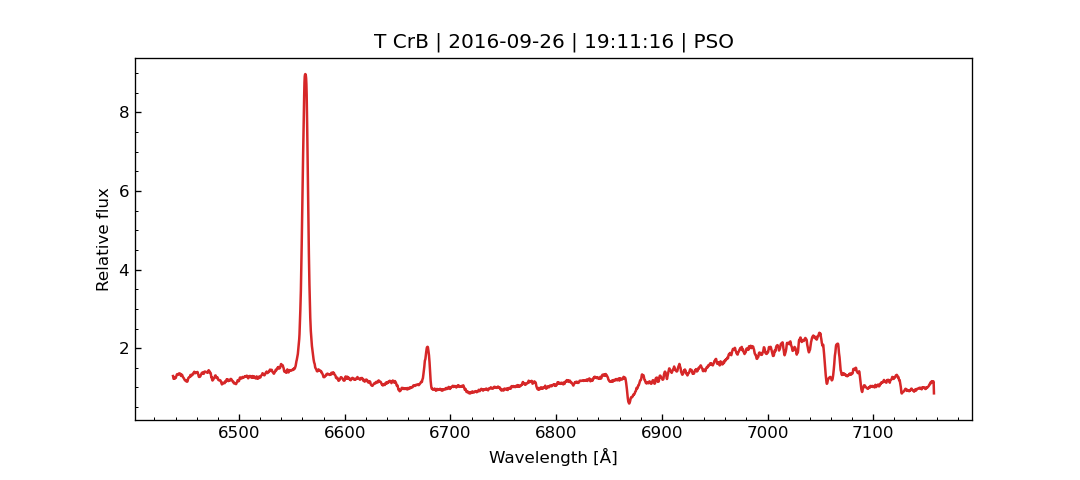 T CrB | 2016-09-26 | 19:11:16 | PSO
Relative flux
8
6
4
2
6500 6600 6700 6800 6900 7000 7100
Wavelength [Å]